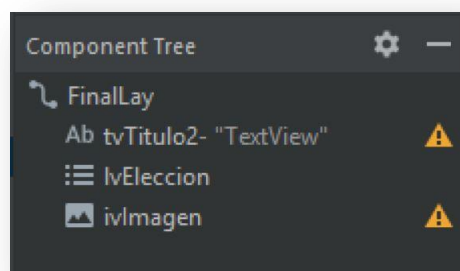 Component Tree
FinalLay
Ab tvTitulo2- "TextView"
lvEleccion
ivImagen